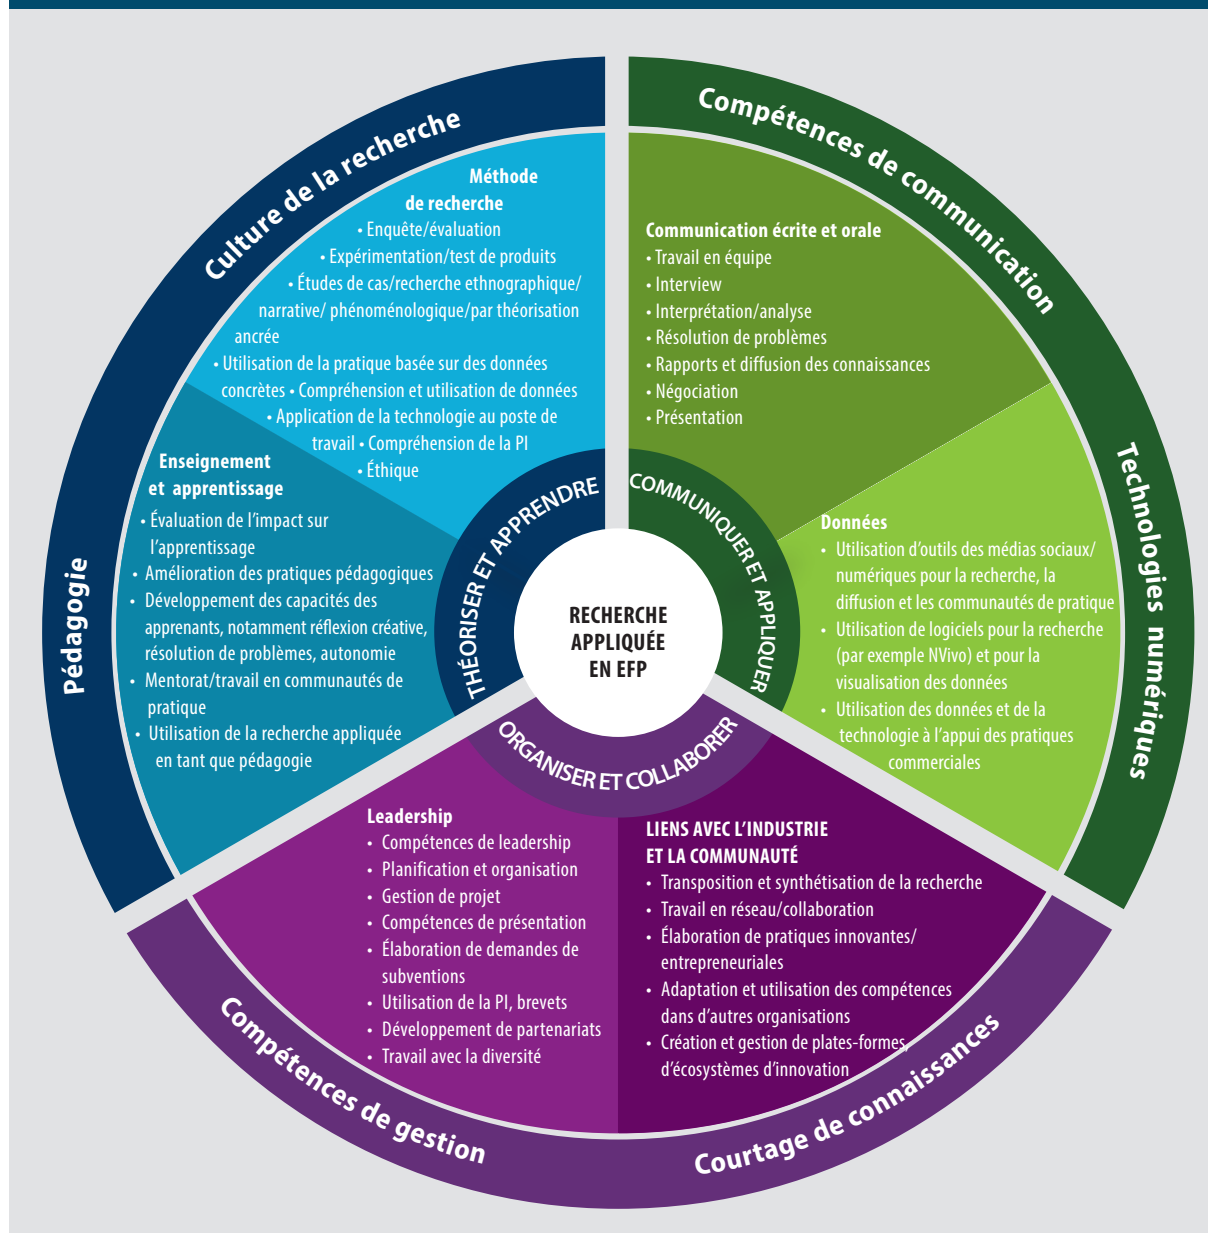 Culture de la recherche
Méthode
de recherche
• Enquête/évaluation
• Expérimentation/test de produits
• Études de cas/recherche ethnographique/
narrative/ phénoménologique/par théorisation
ancrée
• Utilisation de la pratique basée sur des données
concrètes • Compréhension et utilisation de données
• Application de la technologie au poste de
travail • Compréhension de la PI
• Éthique
Pédagogie
Enseignement
et apprentissage
• Évaluation de l'impact sur
l'apprentissage
• Amélioration des pratiques pédagogiques
• Développement des capacités des
apprenants, notamment réflexion créative,
résolution de problèmes, autonomie
• Mentorat/travail en communautés de
pratique
• Utilisation de la recherche appliquée
en tant que pédagogie
THÉORISER ET APPRENDRE
Compétences de communication
Communication écrite et orale
• Travail en équipe
• Interview
• Interprétation/analyse
• Résolution de problèmes
• Rapports et diffusion des connaissances
• Négociation
• Présentation
Technologies numériques
Données
• Utilisation d'outils des médias sociaux/
numériques pour la recherche, la
diffusion et les communautés de pratique
• Utilisation de logiciels pour la recherche
(par exemple NVivo) et pour la
visualisation des données
• Utilisation des données et de la
technologie à l'appui des pratiques
commerciales
COMMUNIQUER ET APPLIQUER
RECHERCHE
APPLIQUÉE
EN EFP
ORGANISER ET COLLABORER
Leadership
• Compétences de leadership
• Planification et organisation
• Gestion de projet
• Compétences de présentation
• Élaboration de demandes de
subventions
• Utilisation de la PI, brevets
• Développement de partenariats
• Travail avec la diversité
Compétences de gestion
LIENS AVEC L'INDUSTRIE
ET LA COMMUNAUTÉ
• Transposition et synthétisation de la recherche
• Travail en réseau/collaboration
• Élaboration de pratiques innovantes/
entrepreneuriales
• Adaptation et utilisation des compétences
dans d'autres organisations
• Création et gestion de plates-formes,
d'écosystèmes d'innovation
Courtage de connaissances